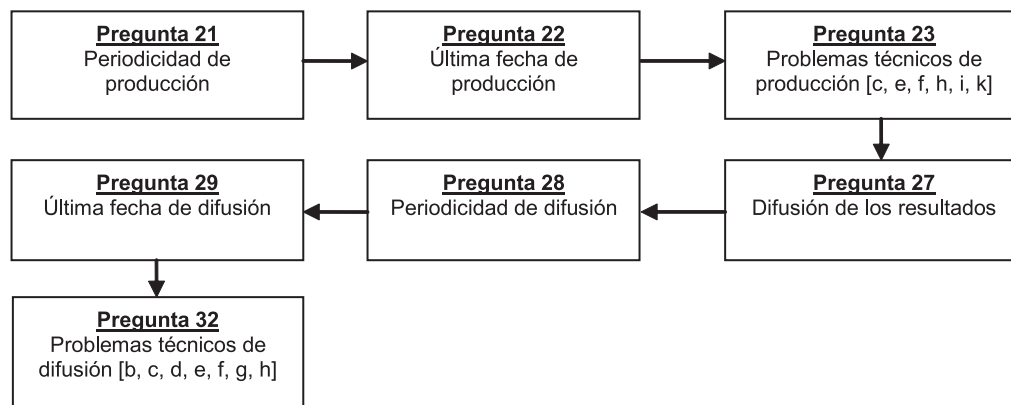 Pregunta 21
Periodicidad de
producción
Pregunta 22
Última fecha de
producción
Pregunta 23
Problemas técnicos de
producción [c, e, f, h, i, k]
Pregunta 27
Difusión de los resultados
Pregunta 28
Periodicidad de difusión
Pregunta 29
Última fecha de difusión
Pregunta 32
Problemas técnicos de
difusión [b, c, d, e, f, g, h]